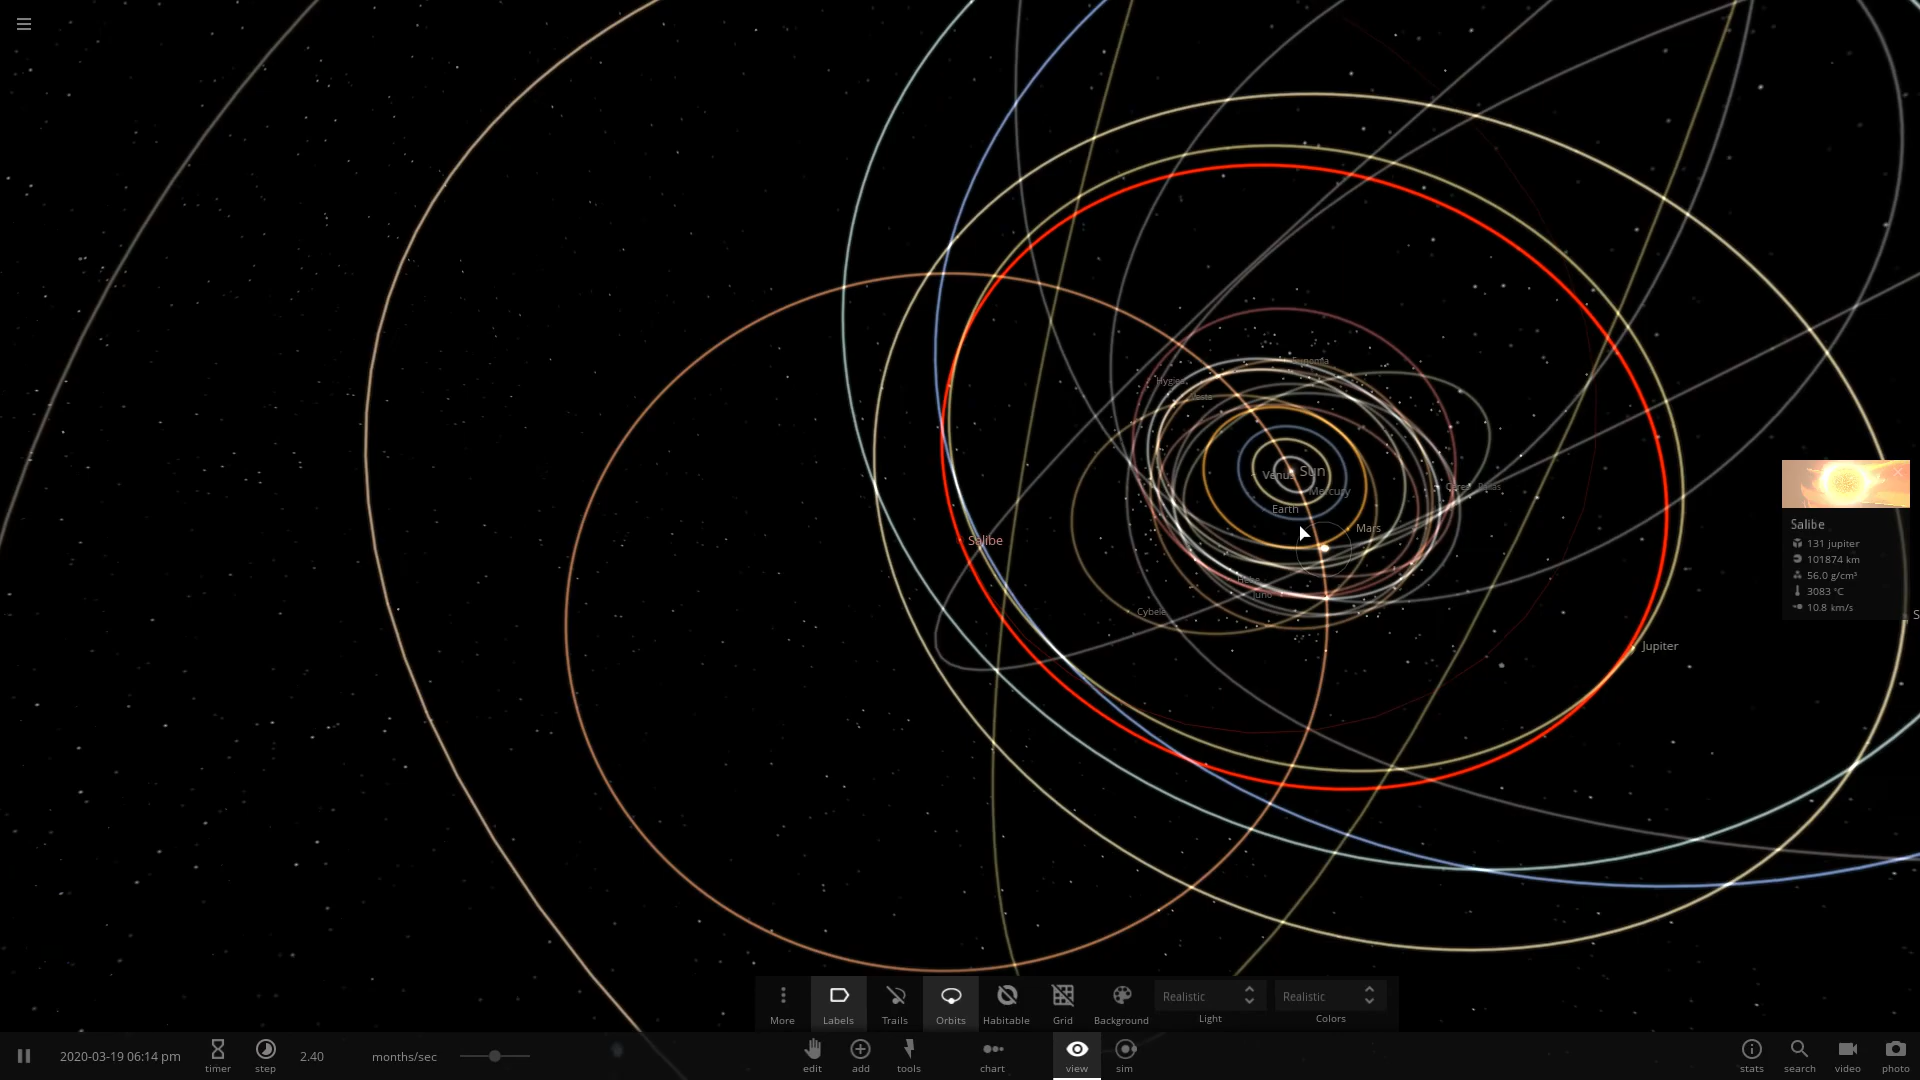 Eunomia
Hygiea
Vesta
Sun
Venus
Mercury
Ceres Pallas
Earth
Mars
Salibe
Hebe
Juno
Cybele
Jupiter
S
Salibe
131 jupiter
101874 km
56.0 g/cm³
3083 °C
10.8 km/s
Realistic
Realistic
More
Labels
Trails
Orbits
Habitable
Grid
Background
Light
Colors
2020-03-19 06:14 pm
timer
step
2.40
months/sec
edit
add
tools
chart
view
sim
stats
search
video
photo